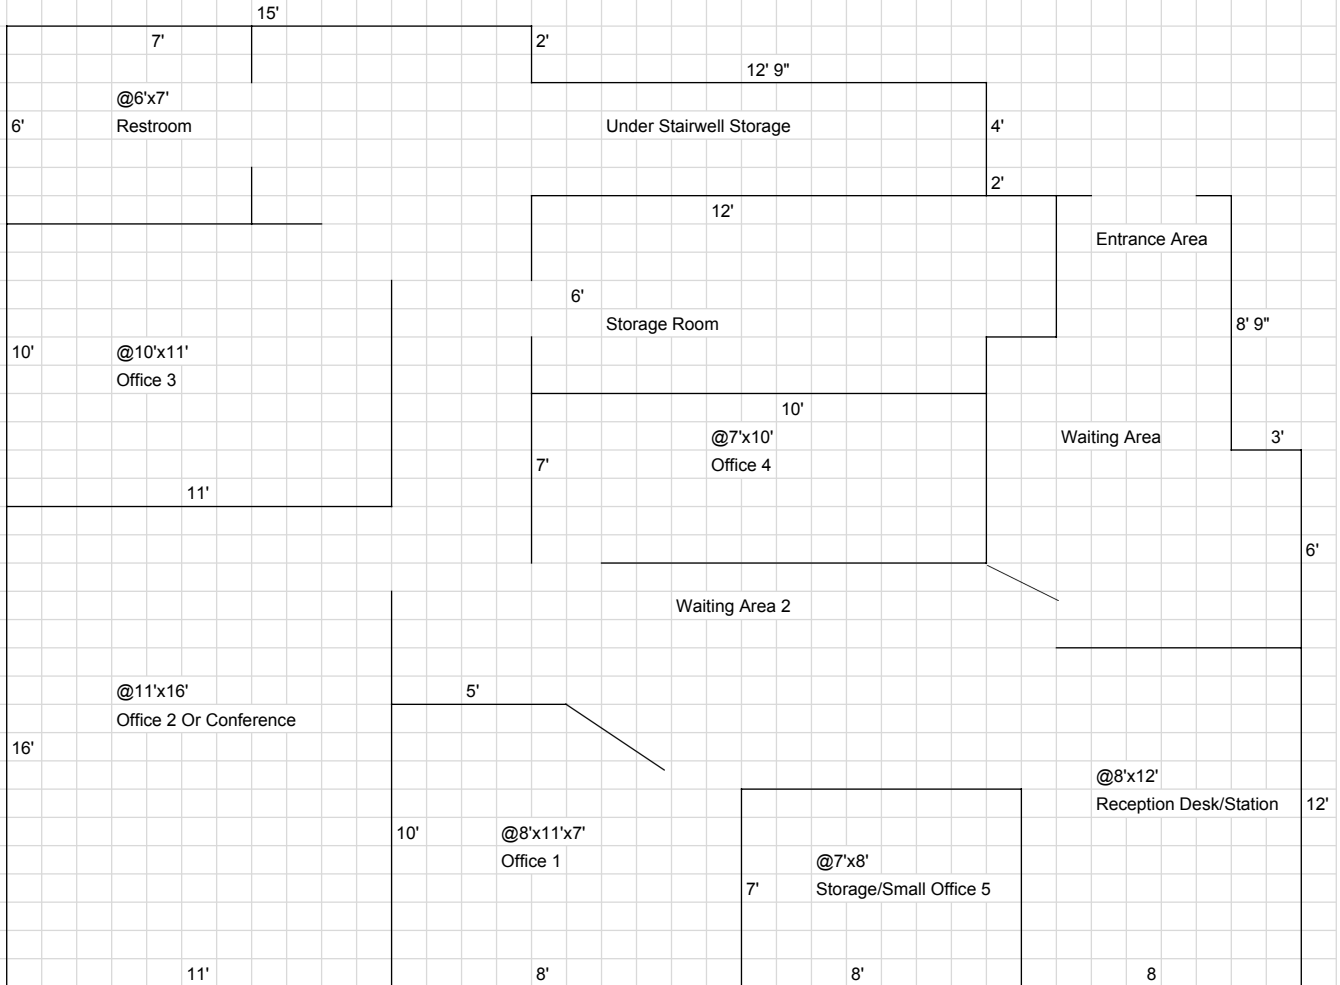 15'
7'
2'
12' 9"
@6'x7'
6'
Restroom
Under Stairwell Storage
4'
2'
12'
Entrance Area
6'
Storage Room
8' 9"
10'
@10'x11'
Office 3
10'
@7'x10'
Waiting Area
3'
7'
Office 4
11'
6'
Waiting Area 2
@11'x16'
5'
Office 2 Or Conference
16'
@8'x12'
Reception Desk/Station
12'
10'
@8'x11'x7'
Office 1
@7'x8'
7'
Storage/Small Office 5
11'
8'
8'
8